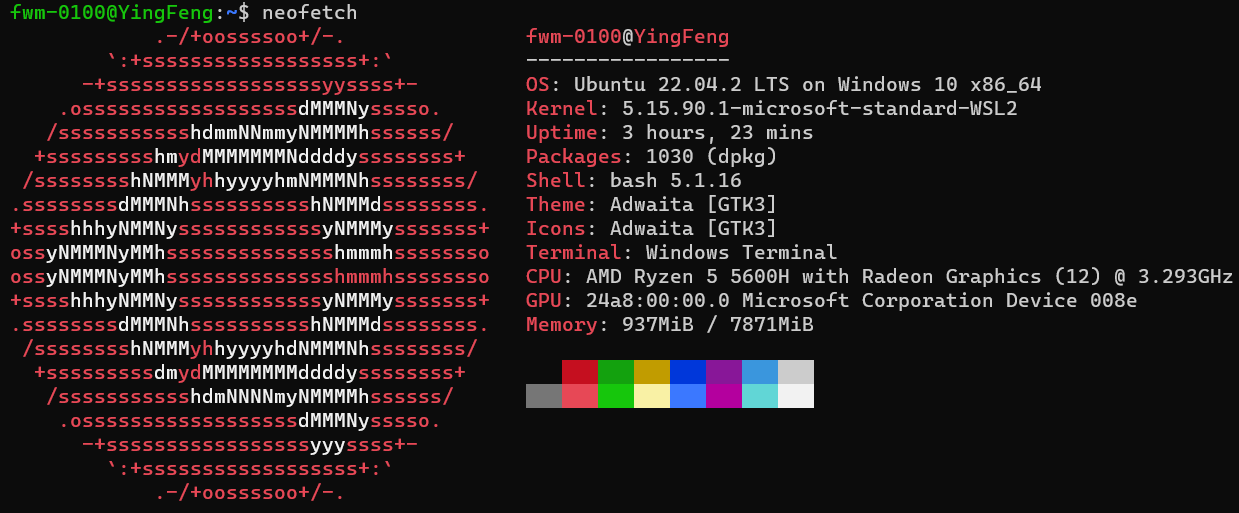 fwm-0100@YingFeng:~$ neofetch
            .-/+oossssoo+/-.               fwm-0100@YingFeng
        `:+ssssssssssssssssss+:`           -----------------
      -+ssssssssssssssssssyyssss+-         OS: Ubuntu 22.04.2 LTS on Windows 10 x86_64
    .ossssssssssssssssssdMMMNysssso.       Kernel: 5.15.90.1-microsoft-standard-WSL2
   /ssssssssssshdmmNNmmyNMMMMhssssss/      Uptime: 3 hours, 23 mins
  +ssssssssshmydMMMMMMMNddddyssssssss+     Packages: 1030 (dpkg)
 /sssssssshNMMMyhhyyyyhmNMMMNhssssssss/    Shell: bash 5.1.16
.ssssssssdMMMNhsssssssssshNMMMdssssssss.   Theme: Adwaita [GTK3]
+sssshhhyNMMNyssssssssssssyNMMMysssssss+   Icons: Adwaita [GTK3]
ossyNMMMNyMMhsssssssssssssshmmmhssssssso   Terminal: Windows Terminal
ossyNMMMNyMMhsssssssssssssshmmmhssssssso   CPU: AMD Ryzen 5 5600H with Radeon Graphics (12) @ 3.293GHz
+sssshhhyNMMNyssssssssssssyNMMMysssssss+   GPU: 24a8:00:00.0 Microsoft Corporation Device 008e
.ssssssssdMMMNhsssssssssshNMMMdssssssss.   Memory: 937MiB / 7871MiB
 /sssssssshNMMMyhhyyyyhdNMMMNhssssssss/
  +sssssssssdmydMMMMMMMMddddyssssssss+
   /ssssssssssshdmNNNNmyNMMMMhssssss/
    .ossssssssssssssssssdMMMNysssso.
      -+sssssssssssssssssyyyssss+-
        `:+ssssssssssssssssss+:`
            .-/+oossssoo+/-.